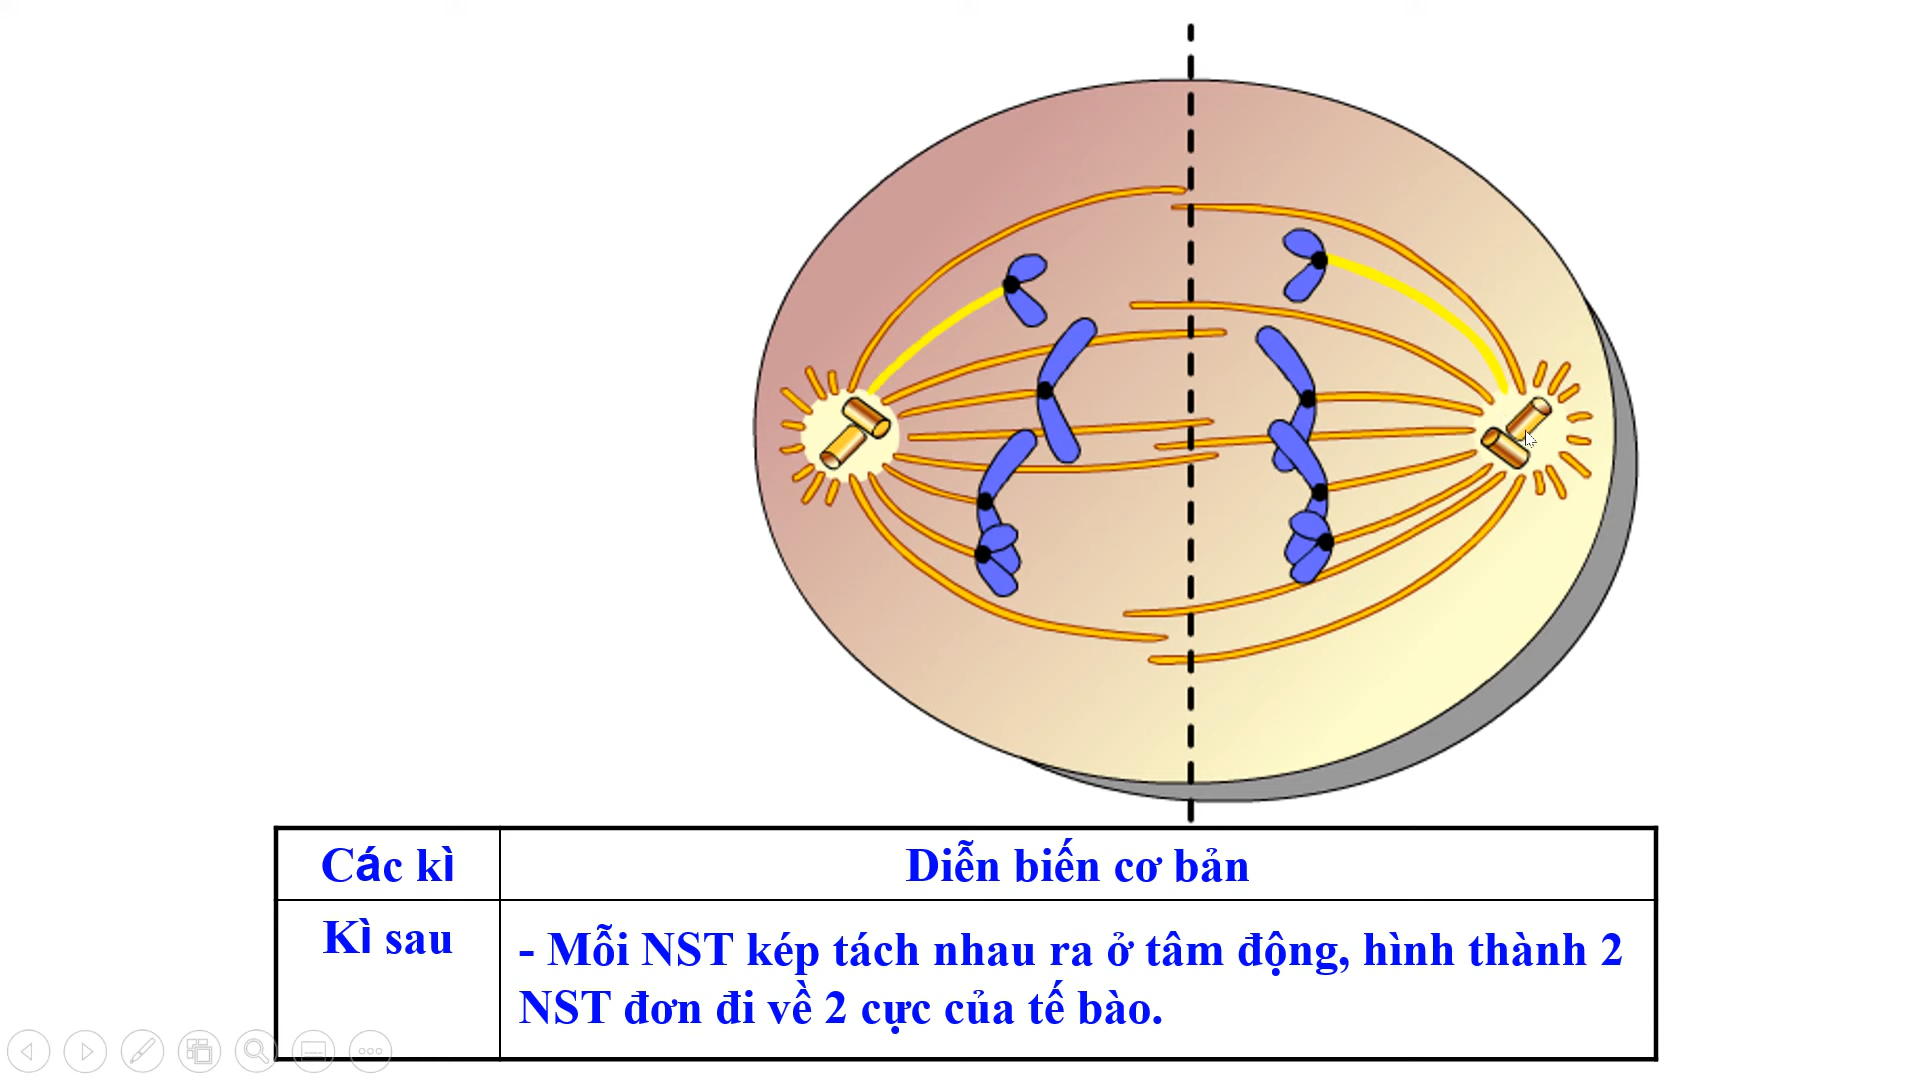 Các kì
Diễn biến cơ bản
Kì sau
- Mỗi NST kép tách nhau ra ở tâm động, hình thành 2
NST đơn đi về 2 cực của tế bào.